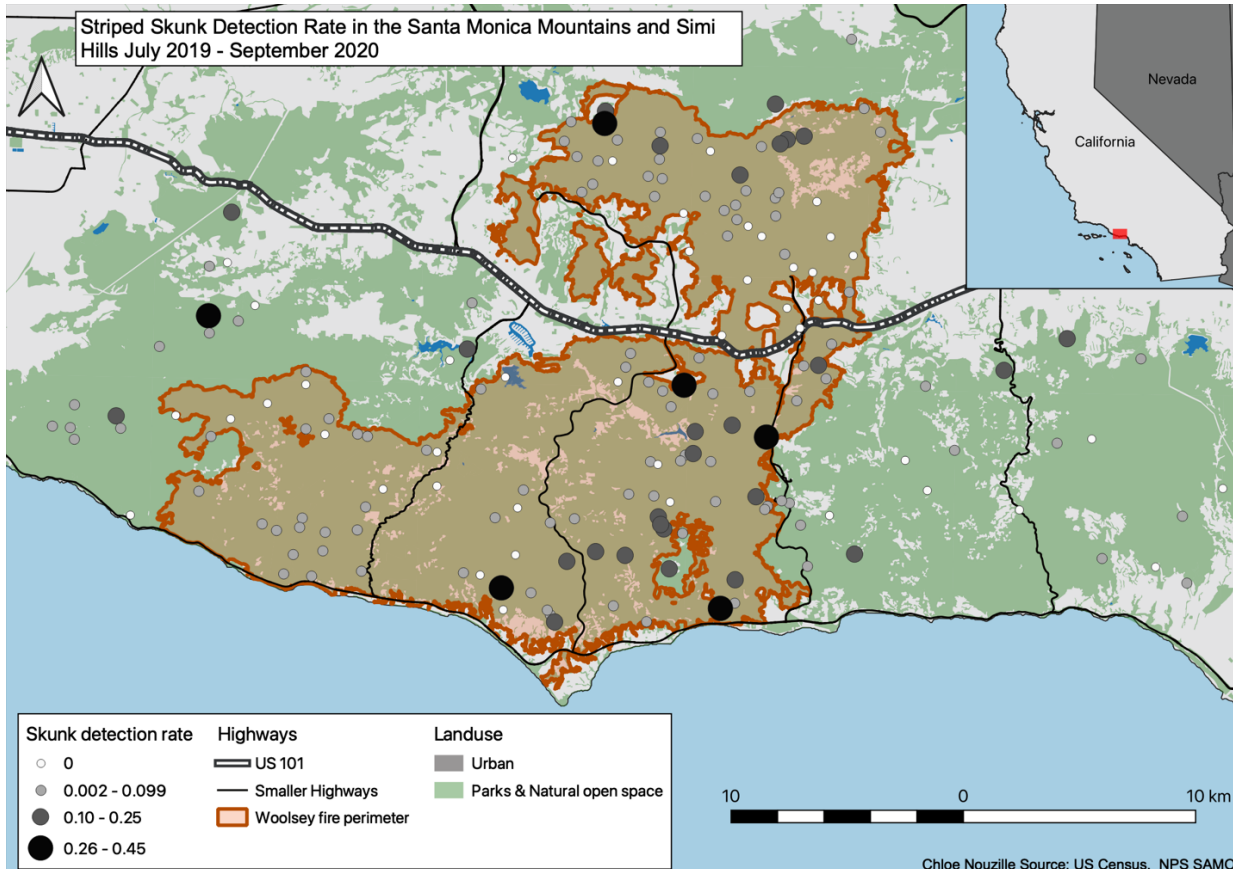 Striped Skunk Detection Rate in the Santa Monica Mountains and Simi
Hills July 2019 - September 2020
Nevada
California
Skunk detection rate
0
0.002 - 0.099
0.10 - 0.25
0.26 - 0.45
Highways
US 101
Smaller Highways
Woolsey fire perimeter
Landuse
Urban
Parks & Natural open space
10 0 10 km
Chloe Nouzille Source: US Census, NPS SAMO